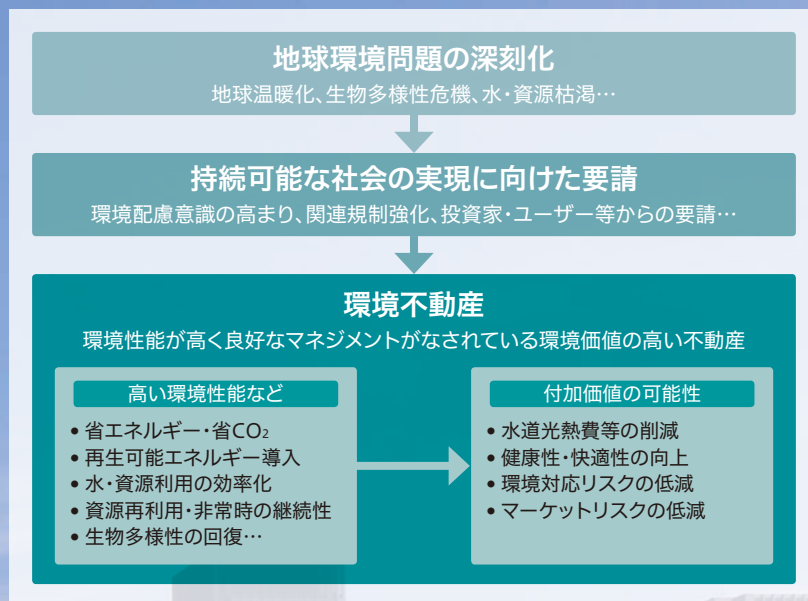 地球環境問題の深刻化
地球温暖化、生物多様性危機、水・資源枯渇…
持続可能な社会の実現に向けた要請
環境配慮意識の高まり、関連規制強化、投資家・ユーザー等からの要請…
環境不動産
環境性能が高く良好なマネジメントがなされている環境価値の高い不動産
高い環境性能など
• 省エネルギー・省CO₂
• 再生可能エネルギー導入
• 水・資源利用の効率化
• 資源再利用・非常時の継続性
• 生物多様性の回復…
付加価値の可能性
• 水道光熱費等の削減
• 健康性・快適性の向上
• 環境対応リスクの低減
• マーケットリスクの低減